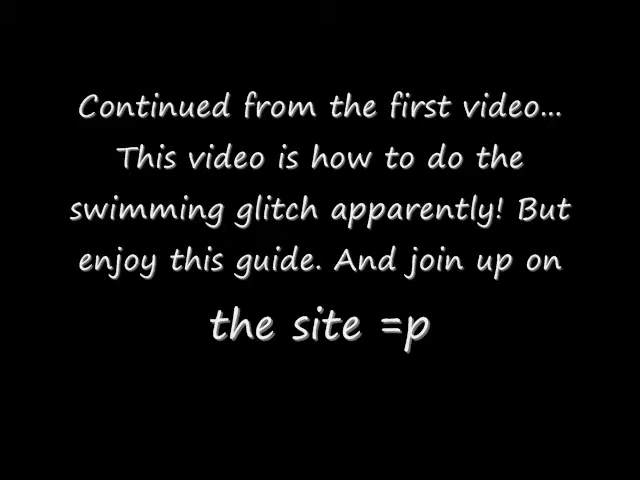 Continued from the first video...
This video is how to do the
swimming glitch apparently! But
enjoy this guide. And join up on
the site =p